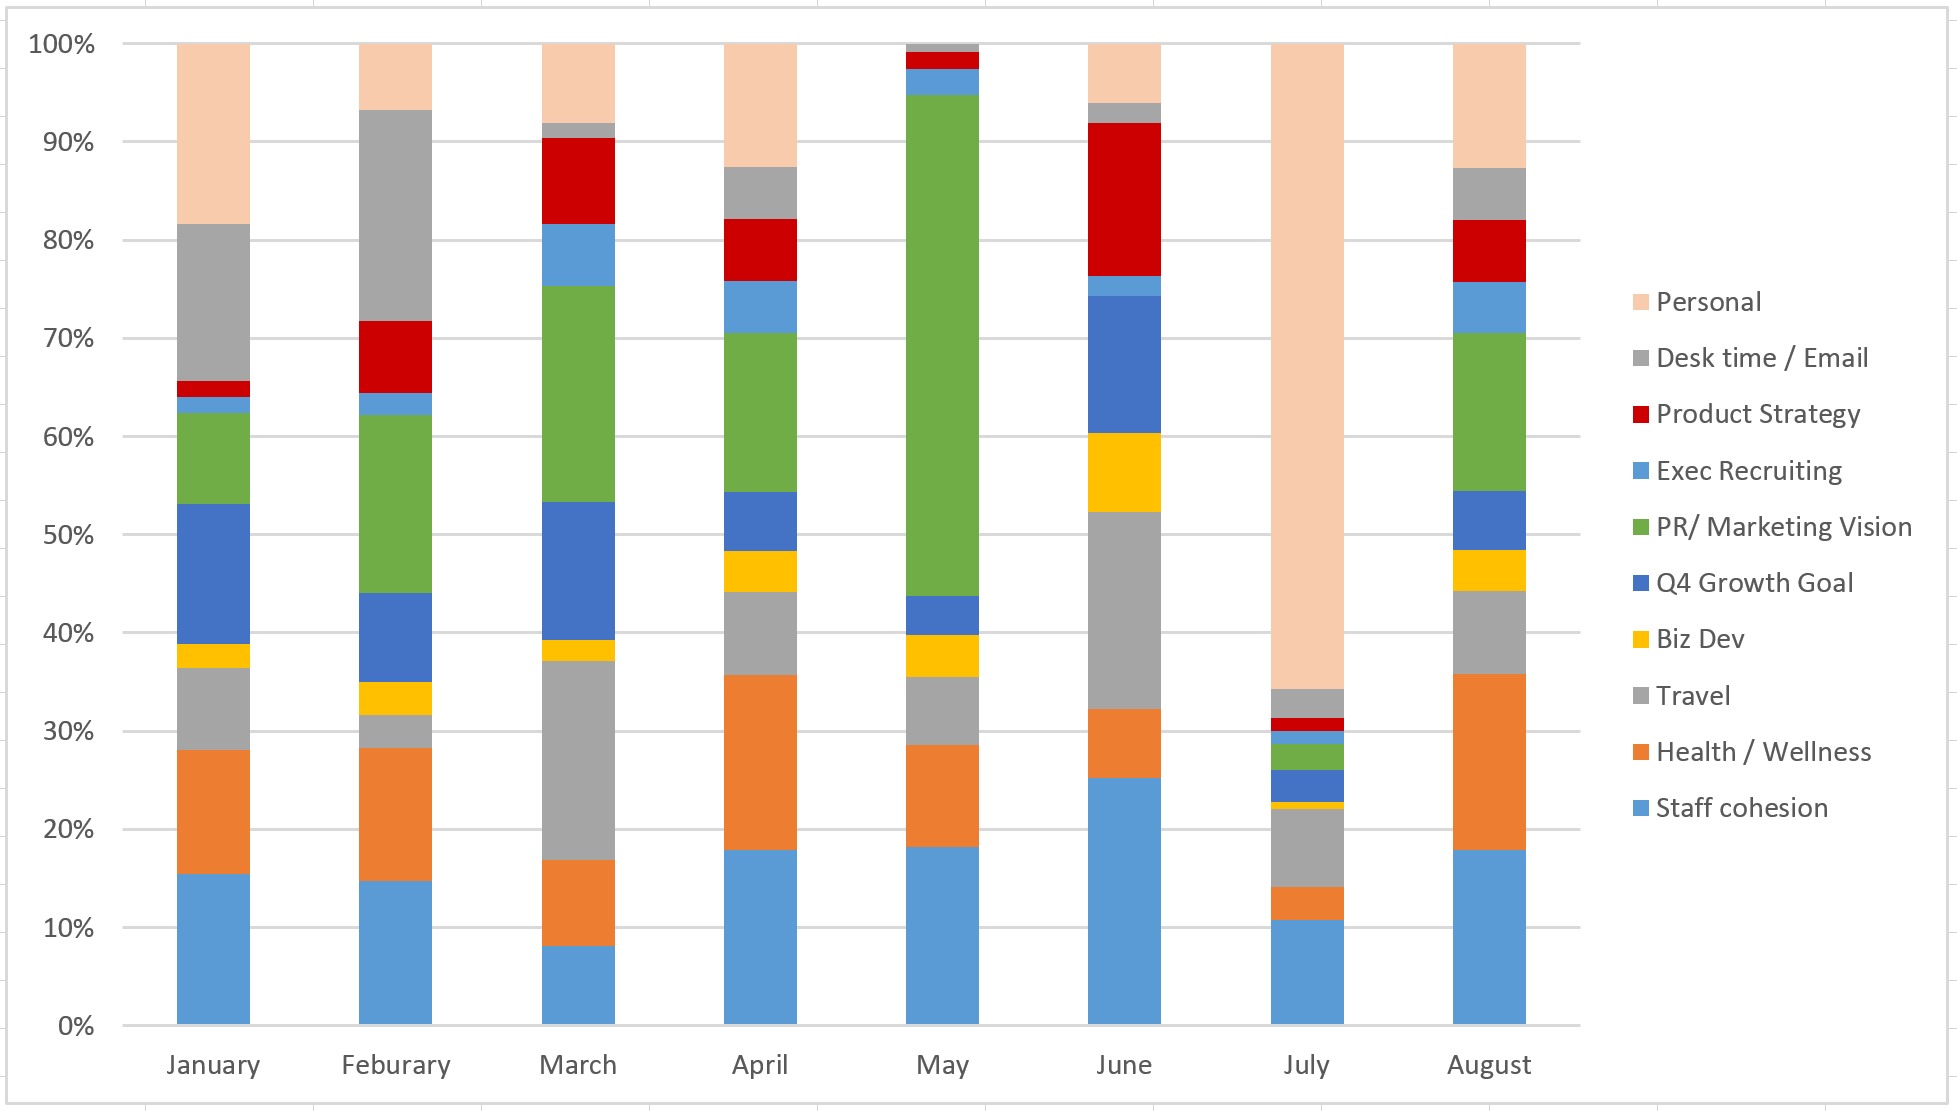 100%
90%
80%
70%
60%
50%
40%
30%
20%
10%
0%
January Feburary March April May June July August
Personal
Desk time / Email
Product Strategy
Exec Recruiting
PR/ Marketing Vision
Q4 Growth Goal
Biz Dev
Travel
Health / Wellness
Staff cohesion